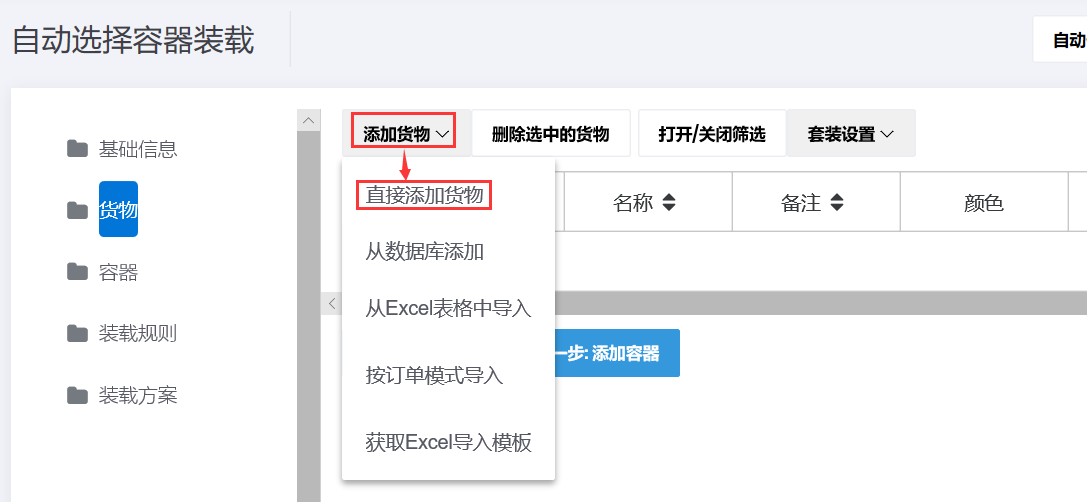 自动选择容器装载
自动
基础信息
货物
容器
装载规则
装载方案
添加货物 删除选中的货物 打开/关闭筛选 套装设置
直接添加货物
从数据库添加
从Excel表格中导入
按订单模式导入
获取Excel导入模板
名称 备注 颜色
一步: 添加容器